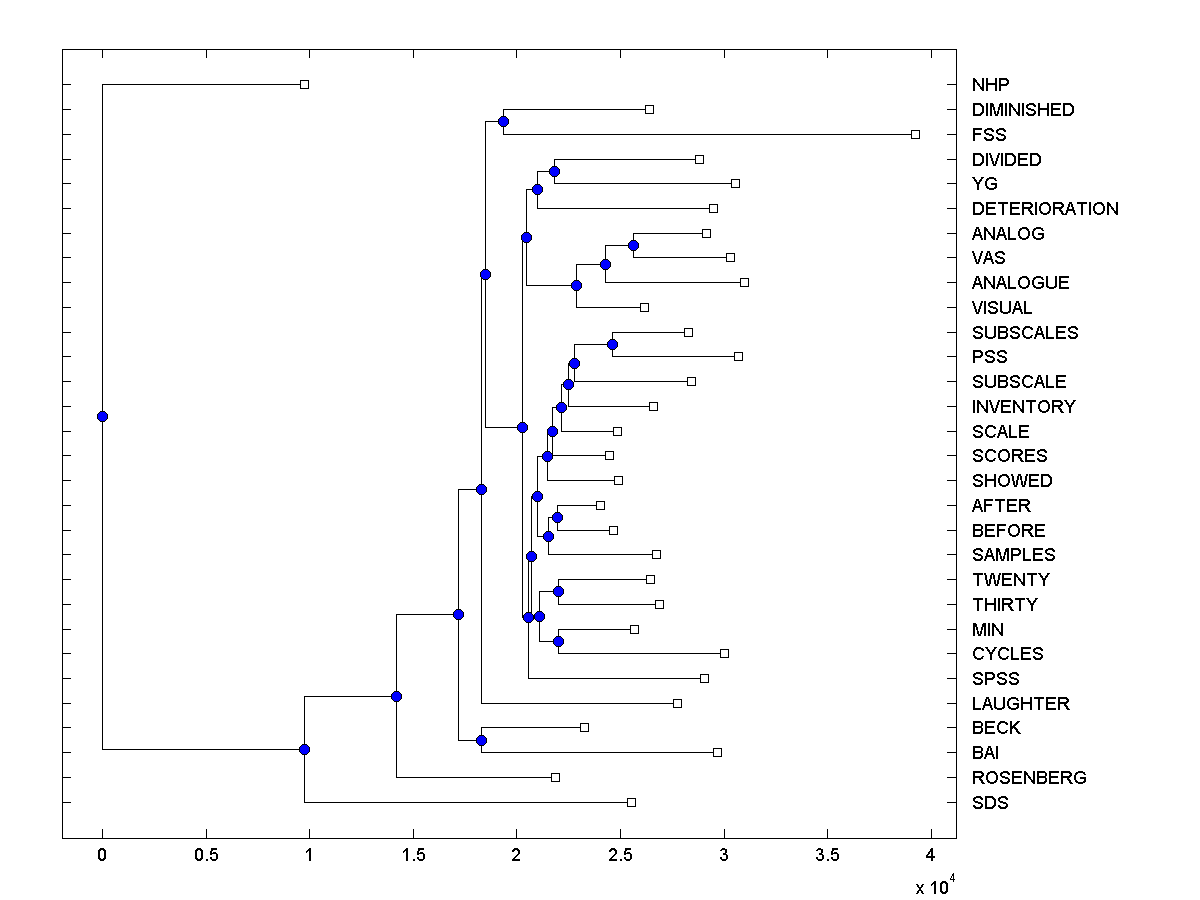 NHP
DIMINISHED
FSS
DIVIDED
YG
DETERIORATION
ANALOG
VAS
ANALOGUE
VISUAL
SUBSCALES
PSS
SUBSCALE
INVENTORY
SCALE
SCORES
SHOWED
AFTER
BEFORE
SAMPLES
TWENTY
THIRTY
MIN
CYCLES
SPSS
LAUGHTER
BECK
BAI
ROSENBERG
SDS
0 0.5 1 1.5 2 2.5 3 3.5 4
x 10^4